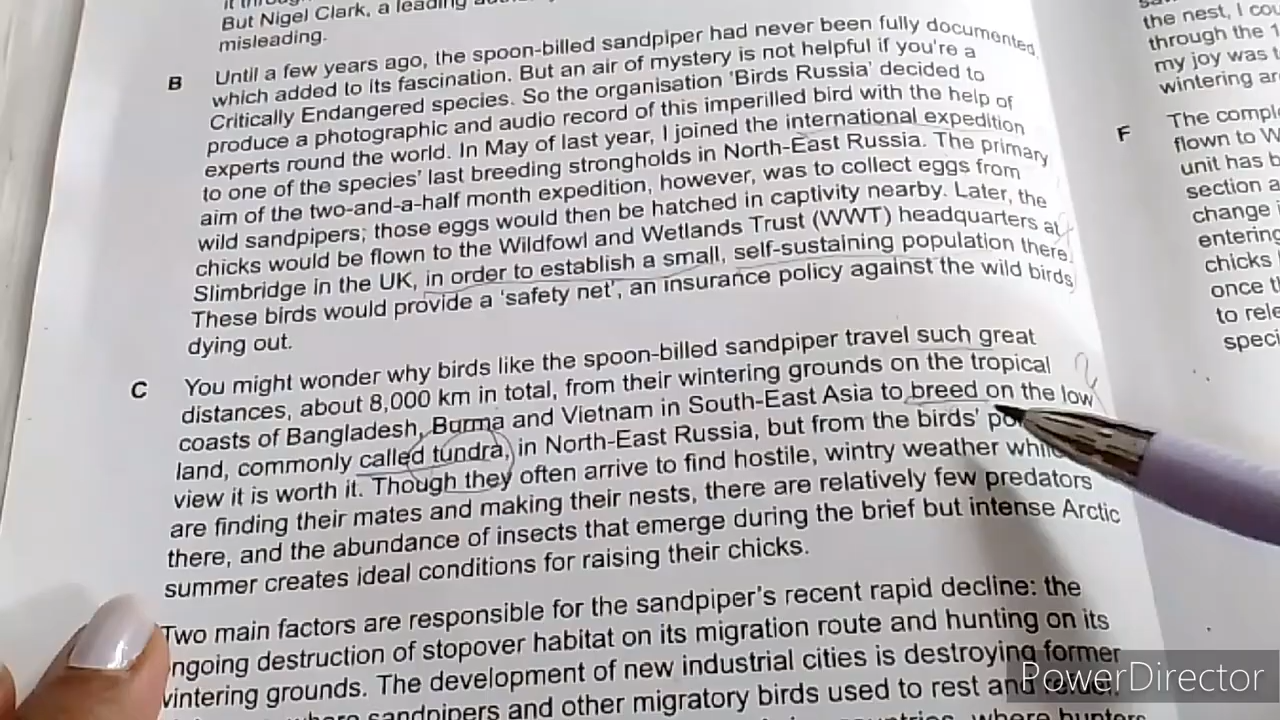 But Nigel Clark, a leading
misleading.
B Until a few years ago, the spoon-billed sandpiper had never been fully documented,
which added to its fascination. But an air of mystery is not helpful if you're a
Critically Endangered species. So the organisation 'Birds Russia' decided to
produce a photographic and audio record of this imperilled bird with the help of
experts round the world. In May of last year, I joined the international expedition
to one of the species' last breeding strongholds in North-East Russia. The primary
aim of the two-and-a-half month expedition, however, was to collect eggs from
wild sandpipers; those eggs would then be hatched in captivity nearby. Later, the
chicks would be flown to the Wildfowl and Wetlands Trust (WWT) headquarters at
Slimbridge in the UK, in order to establish a small, self-sustaining population there.
These birds would provide a 'safety net', an insurance policy against the wild birds
dying out.
C You might wonder why birds like the spoon-billed sandpiper travel such great
distances, about 8,000 km in total, from their wintering grounds on the tropical
coasts of Bangladesh, Burma and Vietnam in South-East Asia to breed on the low
land, commonly called tundra, in North-East Russia, but from the birds'
view it is worth it. Though they often arrive to find hostile, wintry weather
are finding their mates and making their nests, there are relatively few predators
there, and the abundance of insects that emerge during the brief but intense Arctic
summer creates ideal conditions for raising their chicks.
Two main factors are responsible for the sandpiper's recent rapid decline: the
ongoing destruction of stopover habitat on its migration route and hunting on its
wintering grounds. The development of new industrial cities is destroying former
sandpipers and other migratory birds used to rest and
where hunters
the nest, I
through the
my joy was
wintering
F The
flown to
unit has
section
change
entering
chicks
once
to
PowerDirector